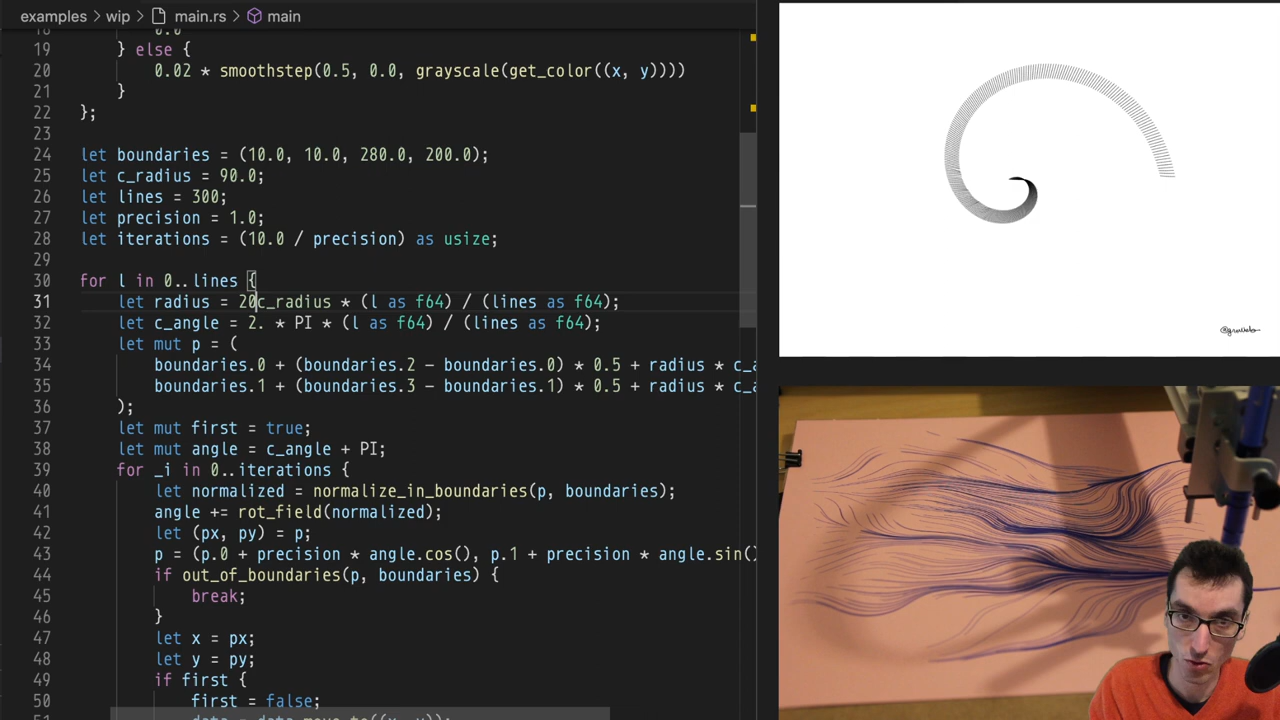 examples > wip > main.rs > main
18 0.0
19 } else {
20 0.02 * smoothstep(0.5, 0.0, grayscale(get_color((x, y))))
21 }
22 };
23
24 let boundaries = (10.0, 10.0, 280.0, 200.0);
25 let c_radius = 90.0;
26 let lines = 300;
27 let precision = 1.0;
28 let iterations = (10.0 / precision) as usize;
29
30 for l in 0..lines {
31 let radius = 20c_radius * (l as f64) / (lines as f64);
32 let c_angle = 2. * PI * (l as f64) / (lines as f64);
33 let mut p = (
34 boundaries.0 + (boundaries.2 - boundaries.0) * 0.5 + radius * c_a
35 boundaries.1 + (boundaries.3 - boundaries.1) * 0.5 + radius * c_a
36 );
37 let mut first = true;
38 let mut angle = c_angle + PI;
39 for _i in 0..iterations {
40 let normalized = normalize_in_boundaries(p, boundaries);
41 angle += rot_field(normalized);
42 let (px, py) = p;
43 p = (p.0 + precision * angle.cos(), p.1 + precision * angle.sin()
44 if out_of_boundaries(p, boundaries) {
45 break;
46 }
47 let x = px;
48 let y = py;
49 if first {
50 first = false;
51 data = data.move_to((x, y));